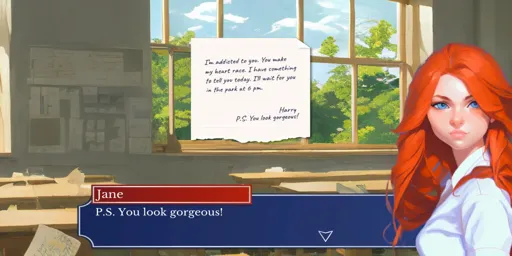 I'm addicted to you. You make
my heart race. I have something
to tell you today. I'll wait for you
in the park at 6 pm.
Harry
P.S. You look gorgeous!
Jane
P.S. You look gorgeous!